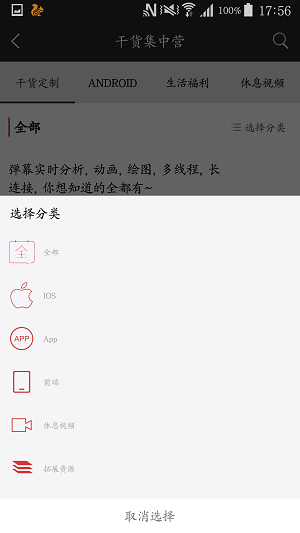 100% 17:56
干货集中营
干货定制 ANDROID 生活福利 休息视频
全部 选择分类
弹幕实时分析, 动画, 绘图, 多线程, 长
连接, 你想知道的全都有~
选择分类
全 全部
IOS
APP App
前端
休息视频
拓展资源
取消选择